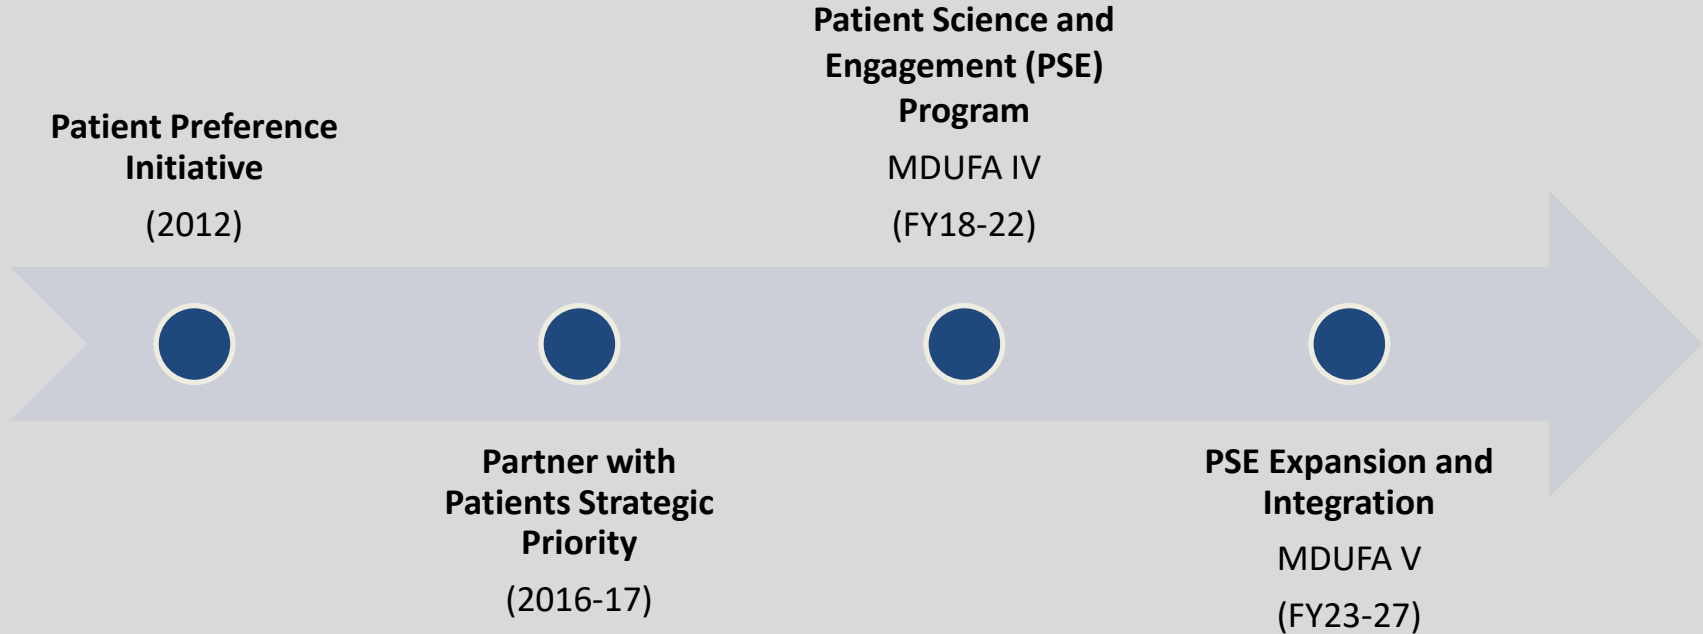 Patient Preference
Initiative
(2012)
Partner with
Patients Strategic
Priority
(2016-17)
Patient Science and
Engagement (PSE)
Program
MDUFA IV
(FY18-22)
PSE Expansion and
Integration
MDUFA V
(FY23-27)